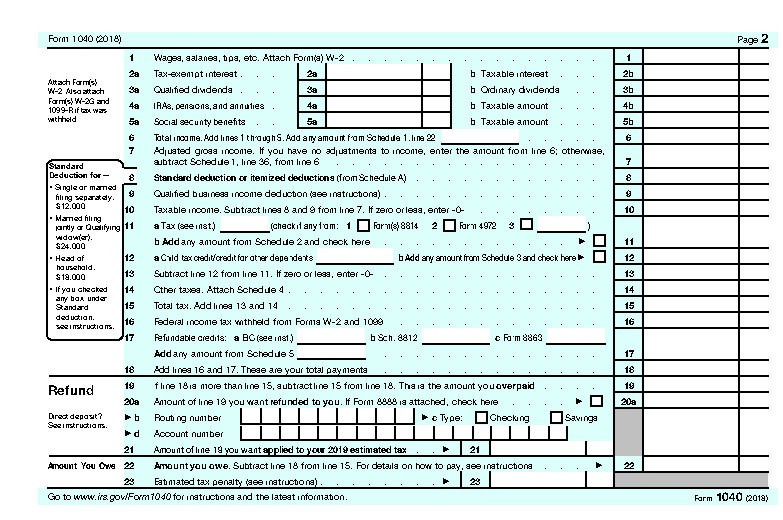 Form 1040 (2018) Page 2
1 Wages, salaries, tips, etc. Attach Form(s) W-2 1
Attach Form(s) W-2. Also attach Form(s) W-2G and 1099-R if tax was withheld.
2a Tax-exempt interest 2a b Taxable interest 2b
3a Qualified dividends 3a b Ordinary dividends 3b
4a IRAs, pensions, and annuities 4a b Taxable amount 4b
5a Social security benefits 5a b Taxable amount 5b
6 Total income. Add lines 1 through 5. Add any amount from Schedule 1, line 22 6
7 Adjusted gross income. If you have no adjustments to income, enter the amount from line 6; otherwise,
subtract Schedule 1, line 36, from line 6 7
Standard
Deduction for—
• Single or married
filing separately,
$12,000
• Married filing
jointly or Qualifying
widow(er),
$24,000
• Head of
household,
$18,000
• If you checked
any box under
Standard
deduction,
see instructions.
8 Standard deduction or itemized deductions (from Schedule A) 8
9 Qualified business income deduction (see instructions) 9
10 Taxable income. Subtract lines 8 and 9 from line 7. If zero or less, enter -0- 10
11 a Tax (see inst.) (check if any from: 1 Form(s) 8814 2 Form 4972 3 )
b Add any amount from Schedule 2 and check here ▶ 11
12 a Child tax credit/credit for other dependents b Add any amount from Schedule 3 and check here ▶ 12
13 Subtract line 12 from line 11. If zero or less, enter -0- 13
14 Other taxes. Attach Schedule 4 14
15 Total tax. Add lines 13 and 14 15
16 Federal income tax withheld from Forms W-2 and 1099 16
17 Refundable credits: a EIC (see inst.) b Sch. 8812 c Form 8863
Add any amount from Schedule 5 17
18 Add lines 16 and 17. These are your total payments 18
Refund
19 If line 18 is more than line 15, subtract line 15 from line 18. This is the amount you overpaid 19
20a Amount of line 19 you want refunded to you. If Form 8888 is attached, check here ▶ 20a
Direct deposit?
See instructions.
▶ b Routing number ▶ c Type: Checking Savings
▶ d Account number
21 Amount of line 19 you want applied to your 2019 estimated tax ▶ 21
Amount You Owe 22 Amount you owe. Subtract line 18 from line 15. For details on how to pay, see instructions ▶ 22
23 Estimated tax penalty (see instructions) ▶ 23
Go to www.irs.gov/Form1040 for instructions and the latest information. Form 1040 (2018)